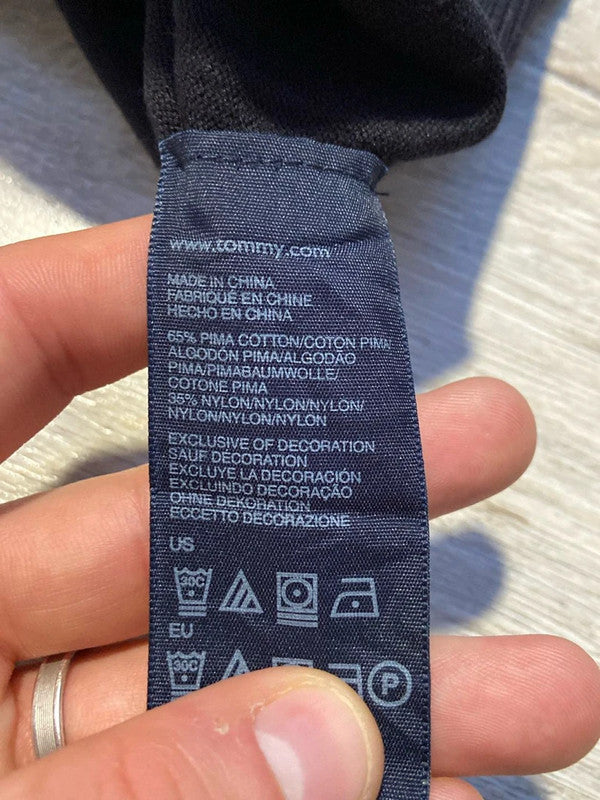 www.tommy.com
MADE IN CHINA
FABRIQUÉ EN CHINE
HECHO EN CHINA
65% PIMA COTTON/COTON PIMA/
ALGODÓN PIMA/ALGODÃO
PIMA/PIMABAUMWOLLE/
COTONE PIMA
35% NYLON/NYLON/NYLON/
NYLON/NYLON/NYLON
EXCLUSIVE OF DECORATION
SAUF DECORATION
EXCLUYE LA DECORACIÓN
EXCLUINDO DECORAÇÃO
OHNE DEKORATION
ECCETTO DECORAZIONE
US
30C
EU
30C P